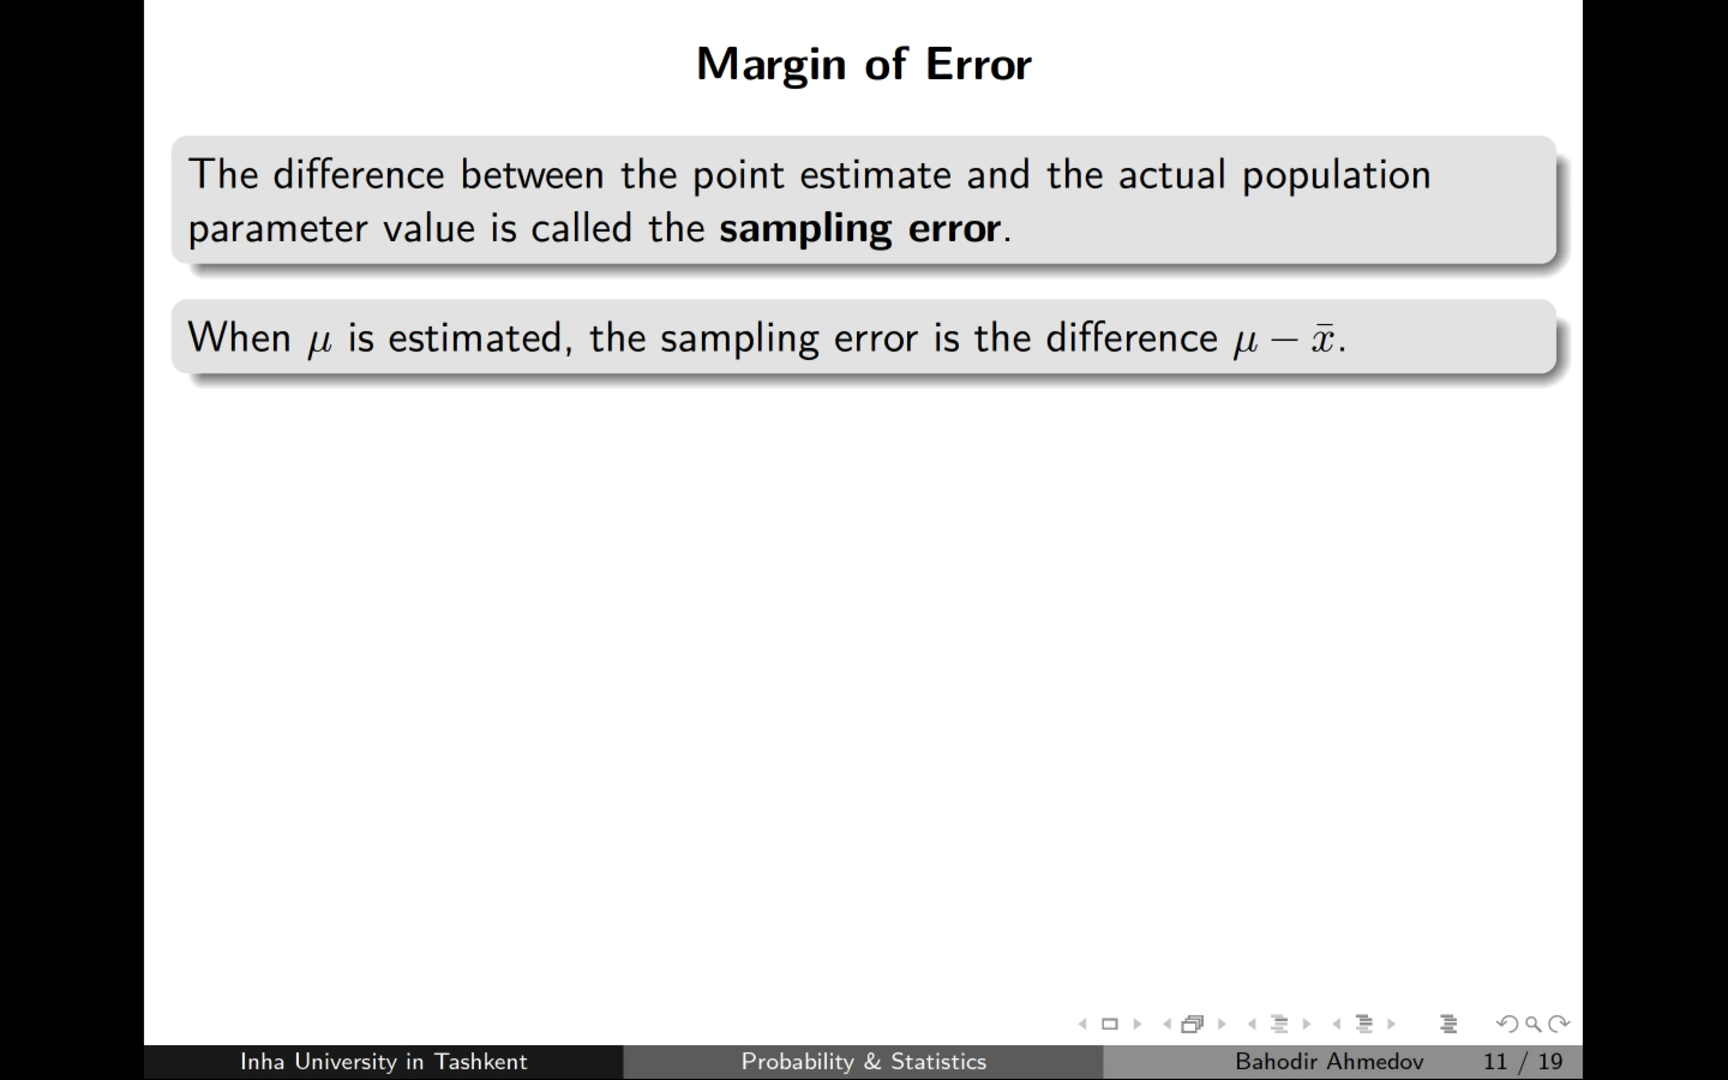 Margin of Error
The difference between the point estimate and the actual population
parameter value is called the sampling error.
When μ is estimated, the sampling error is the difference μ − x̄.
Inha University in Tashkent
Probability & Statistics
Bahodir Ahmedov
11 / 19